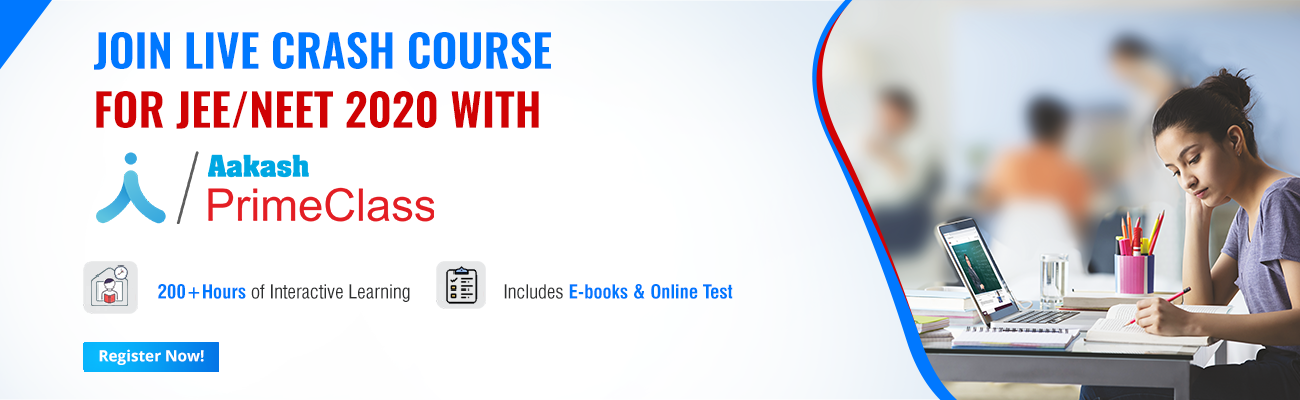 JOIN LIVE CRASH COURSE
FOR JEE/NEET 2020 WITH
Aakash
PrimeClass
200+Hours of Interactive Learning
Includes E-books & Online Test
Register Now!